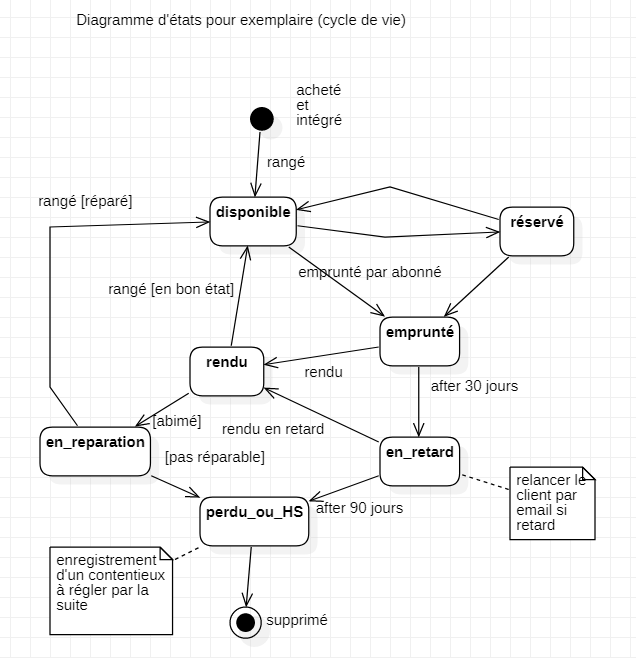 Diagramme d'états pour exemplaire (cycle de vie)
acheté
et
intégré
rangé
rangé [réparé]
disponible
réservé
emprunté par abonné
rangé [en bon état]
emprunté
rendu
rendu
after 30 jours
[abimé]
rendu en retard
en_reparation
[pas réparable]
en_retard
relancer le
client par
email si
retard
perdu_ou_HS
after 90 jours
enregistrement
d'un contentieux
à régler par la
suite
supprimé